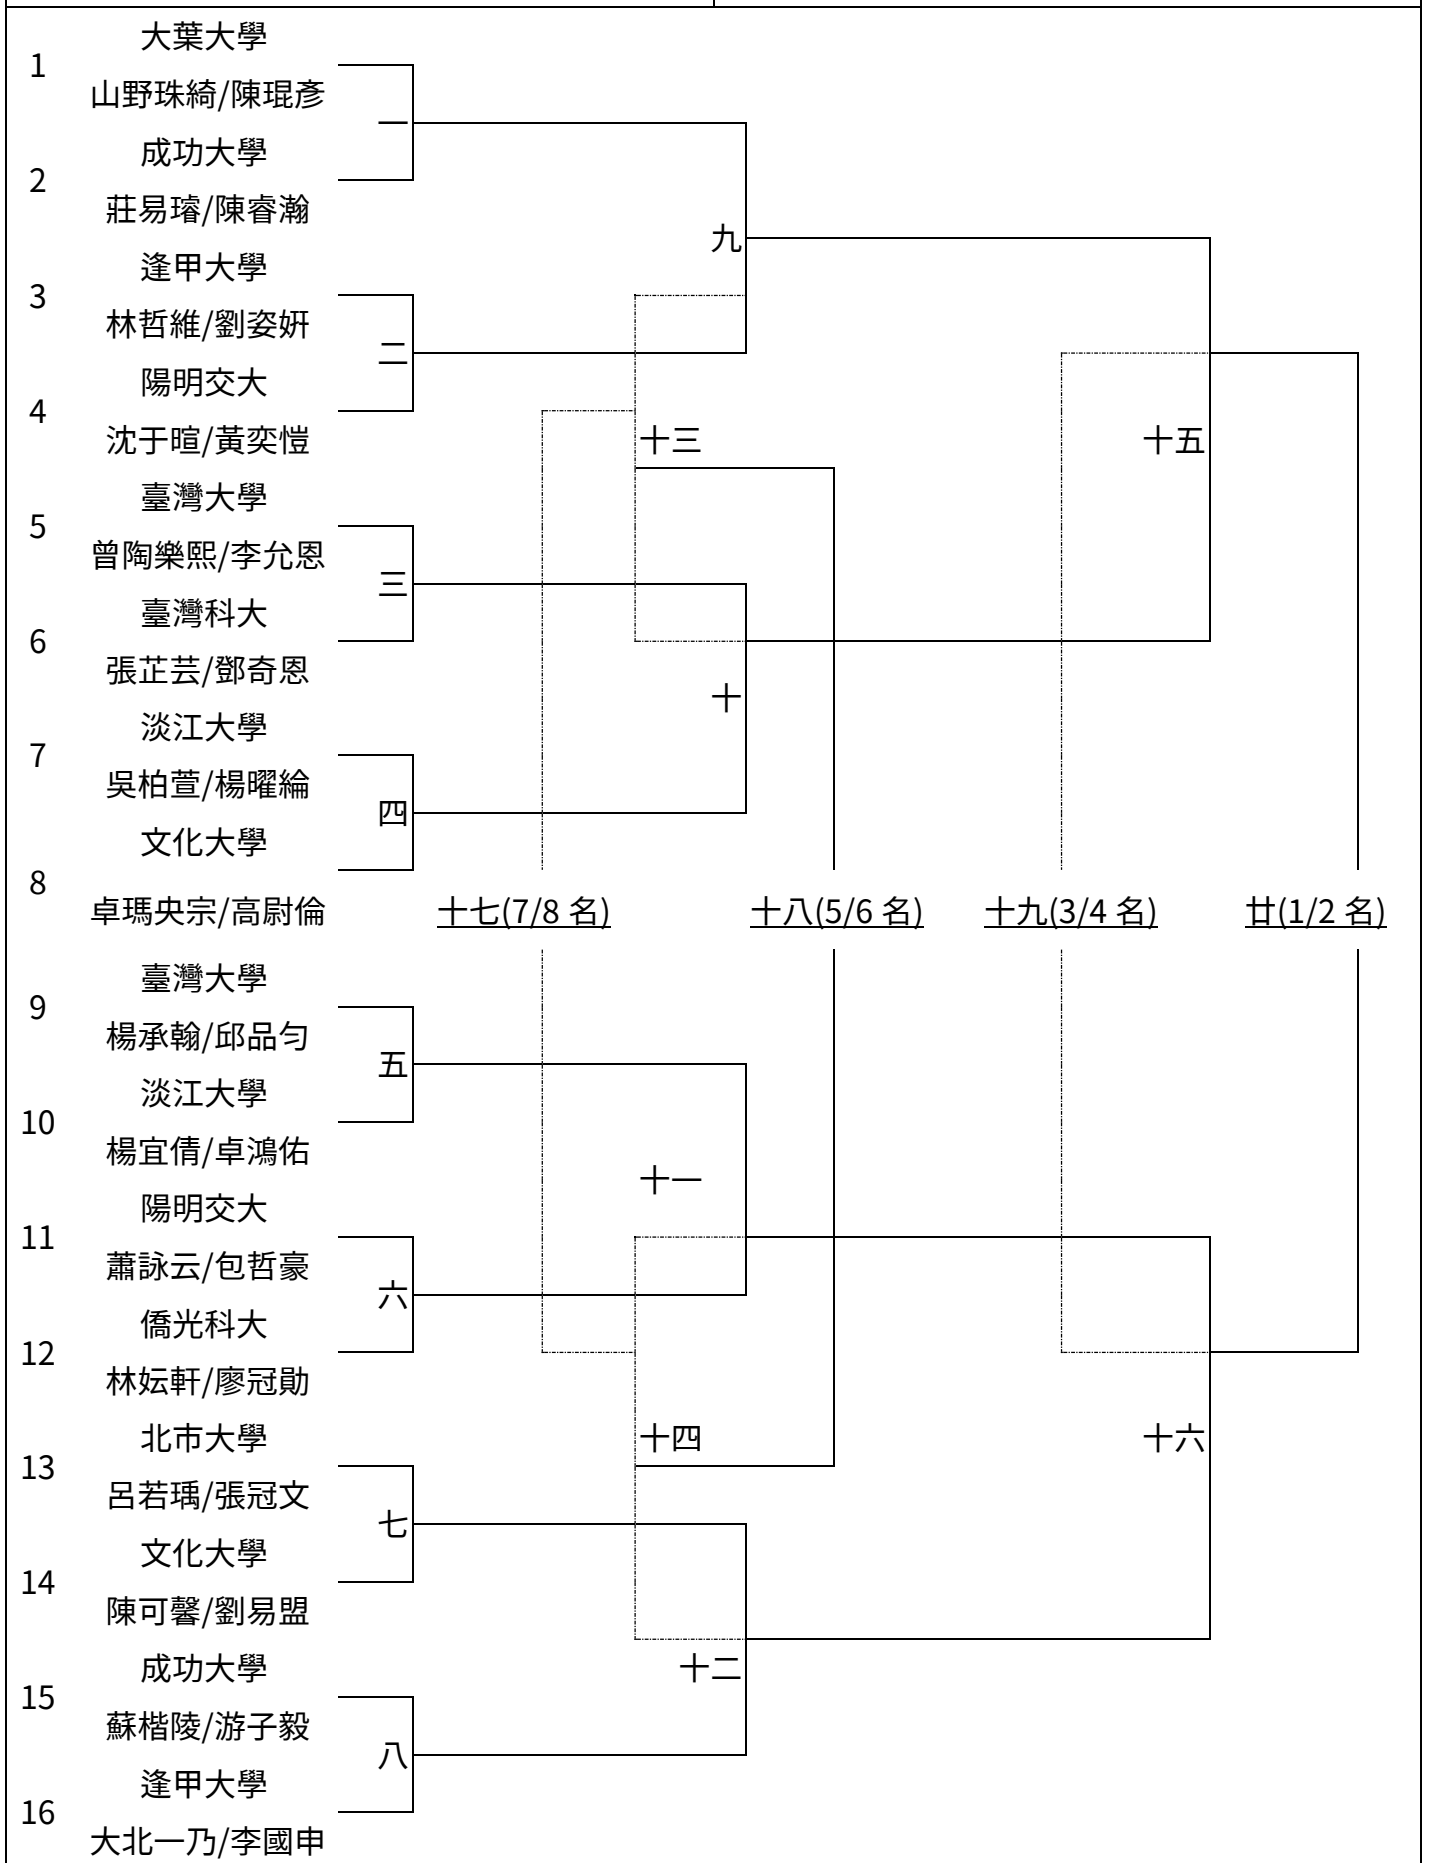 大葉大學
1
山野珠綺/陳琨彥
一
成功大學
2
莊易璿/陳睿瀚
九
逢甲大學
3
林哲維/劉姿妍
二
陽明交大
4
沈于暄/黃奕愷
十三
十五
臺灣大學
5
曾陶樂熙/李允恩
三
臺灣科大
6
張芷芸/鄧奇恩
十
淡江大學
7
吳柏萱/楊曜綸
四
文化大學
8
卓瑪央宗/高尉倫
十七(7/8 名)
十八(5/6 名)
十九(3/4 名)
廿(1/2 名)
臺灣大學
9
楊承翰/邱品勻
五
淡江大學
10
楊宜倩/卓鴻佑
十一
陽明交大
11
蕭詠云/包哲豪
六
僑光科大
12
林妘軒/廖冠勛
北市大學
十四
十六
13
呂若瑀/張冠文
七
文化大學
14
陳可馨/劉易盟
成功大學
十二
15
蘇楷陵/游子毅
八
逢甲大學
16
大北一乃/李國申